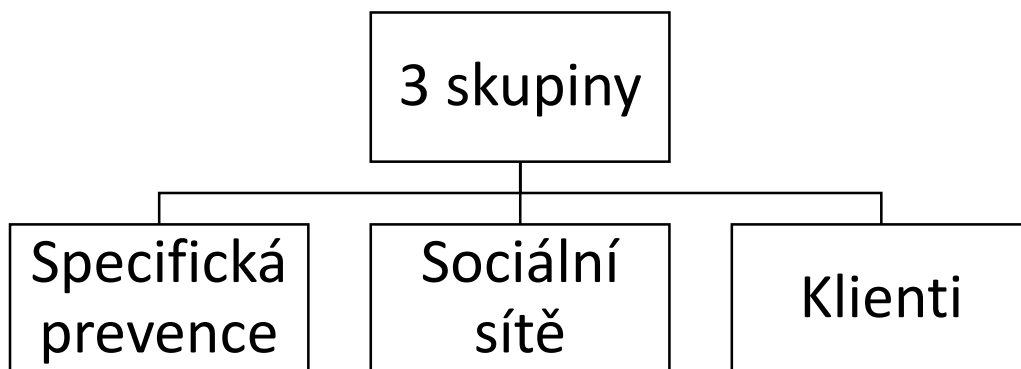 3 skupiny
Specifická
prevence
Sociální
sítě
Klienti